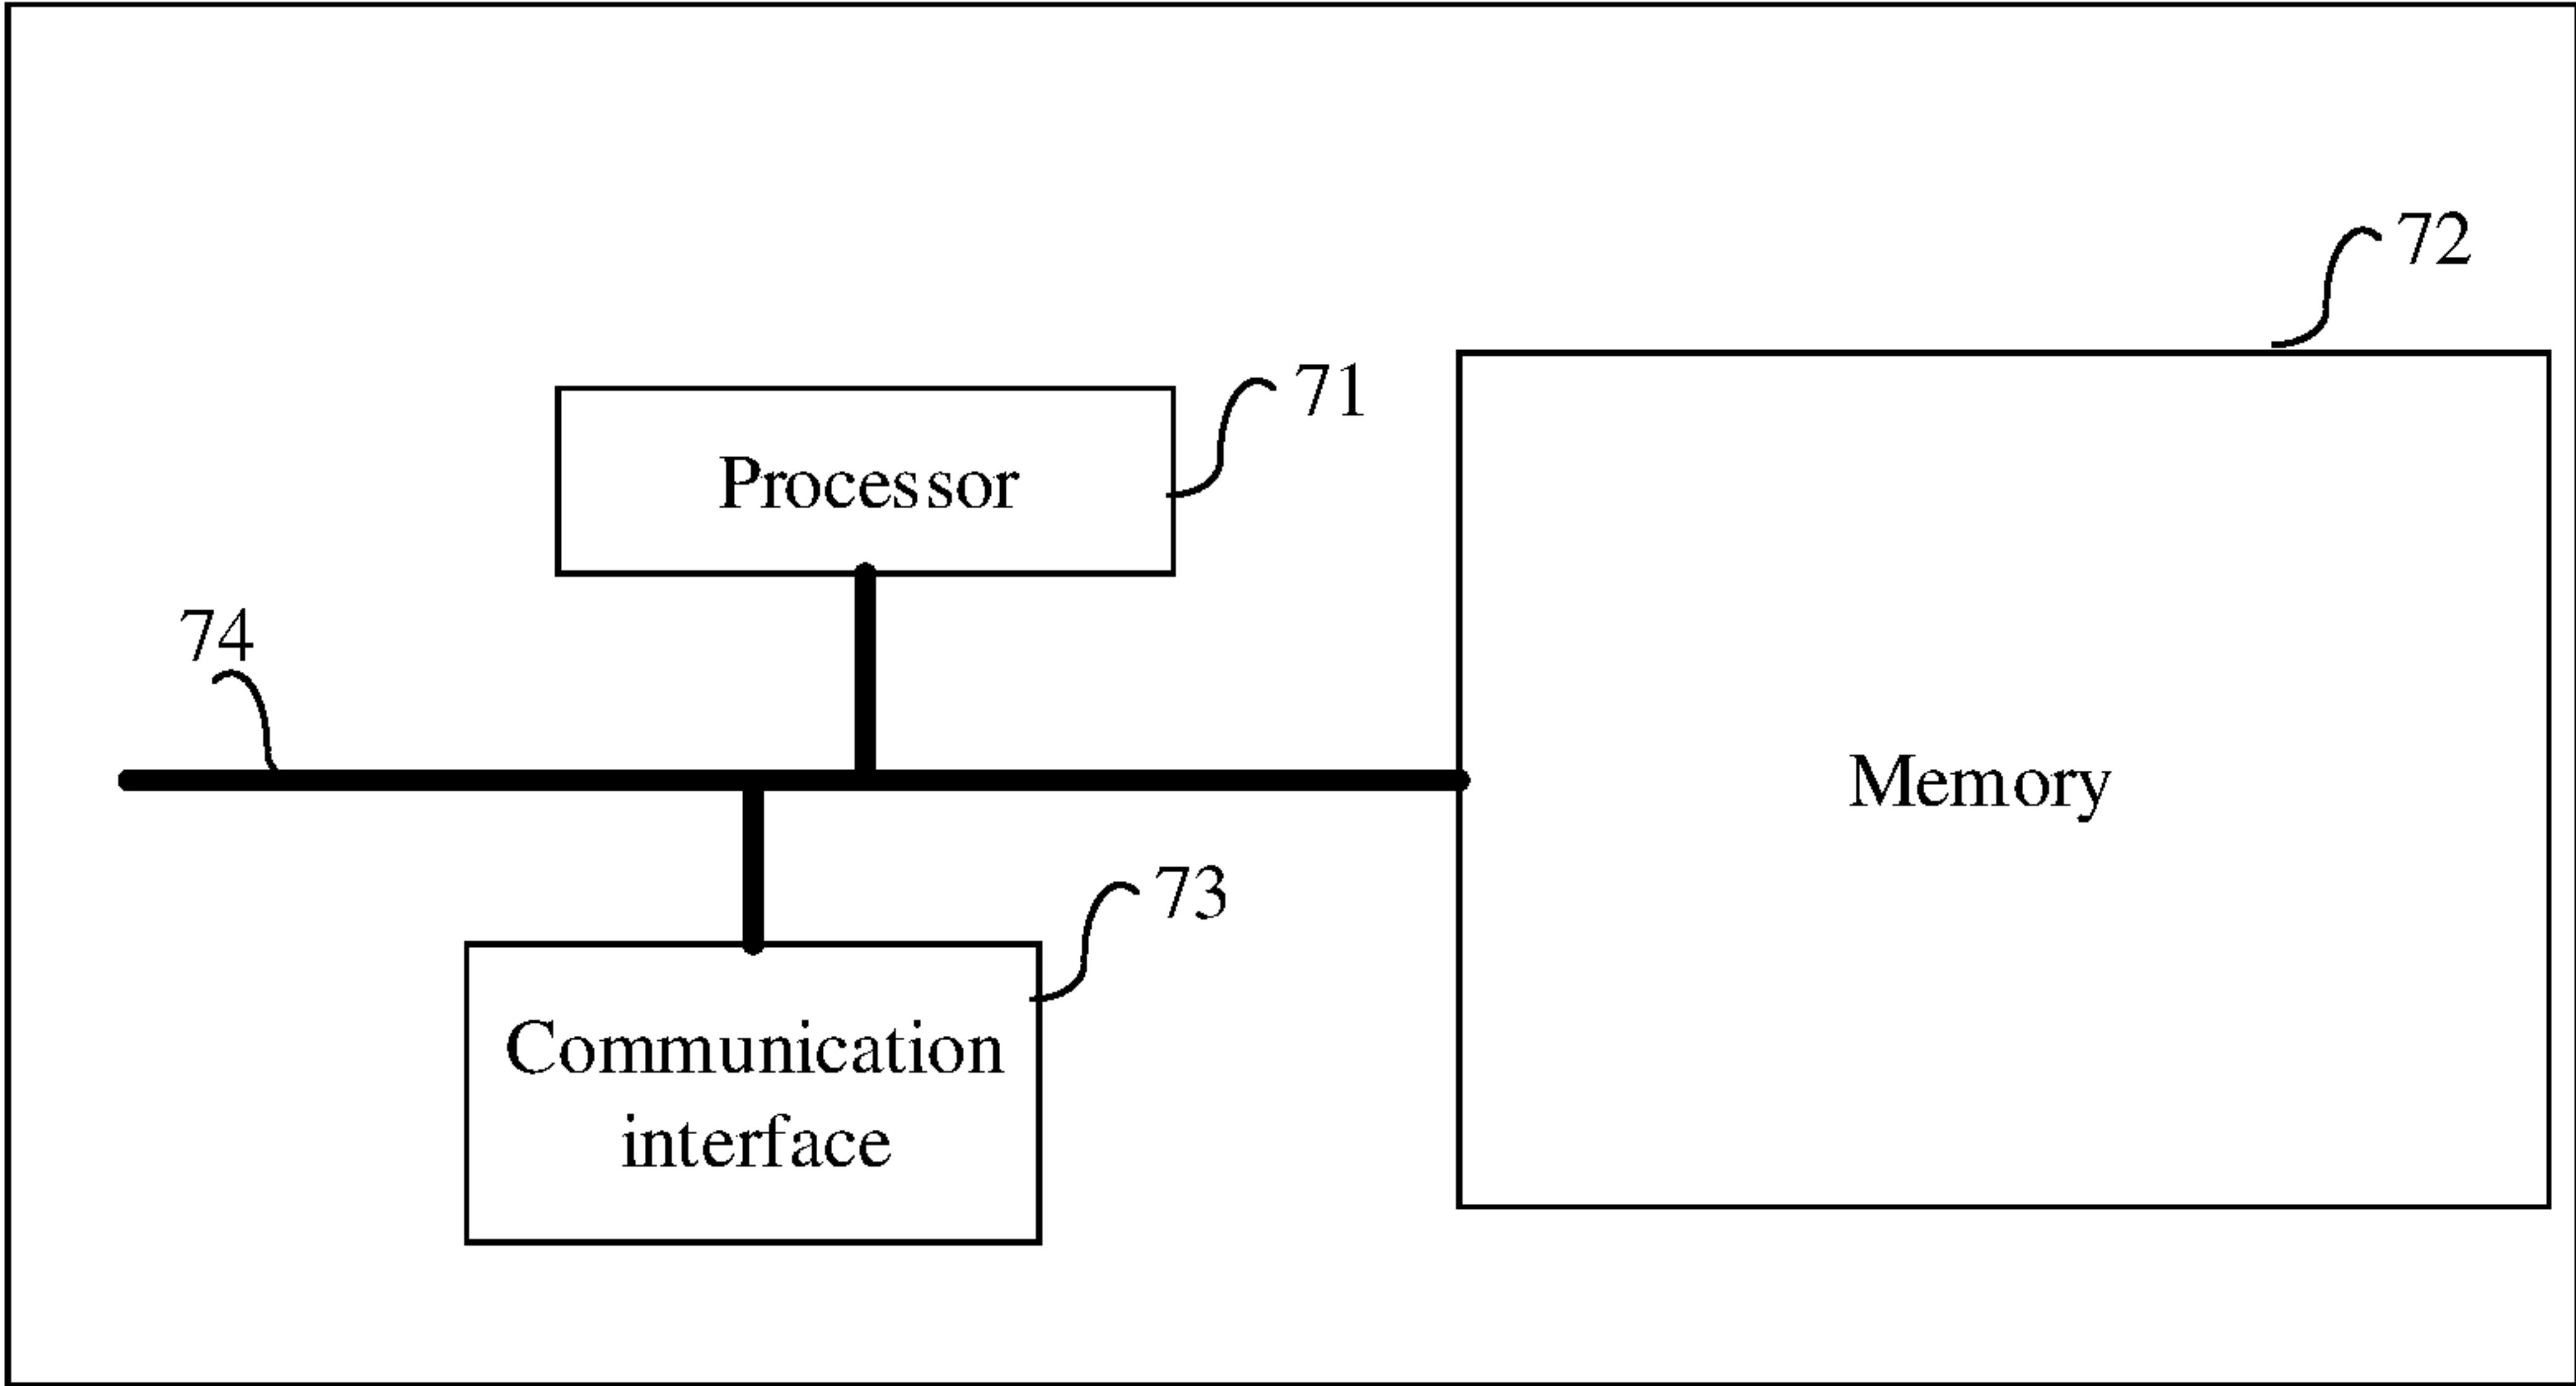 72
71
Processor
74
Memory
73
Communication
interface